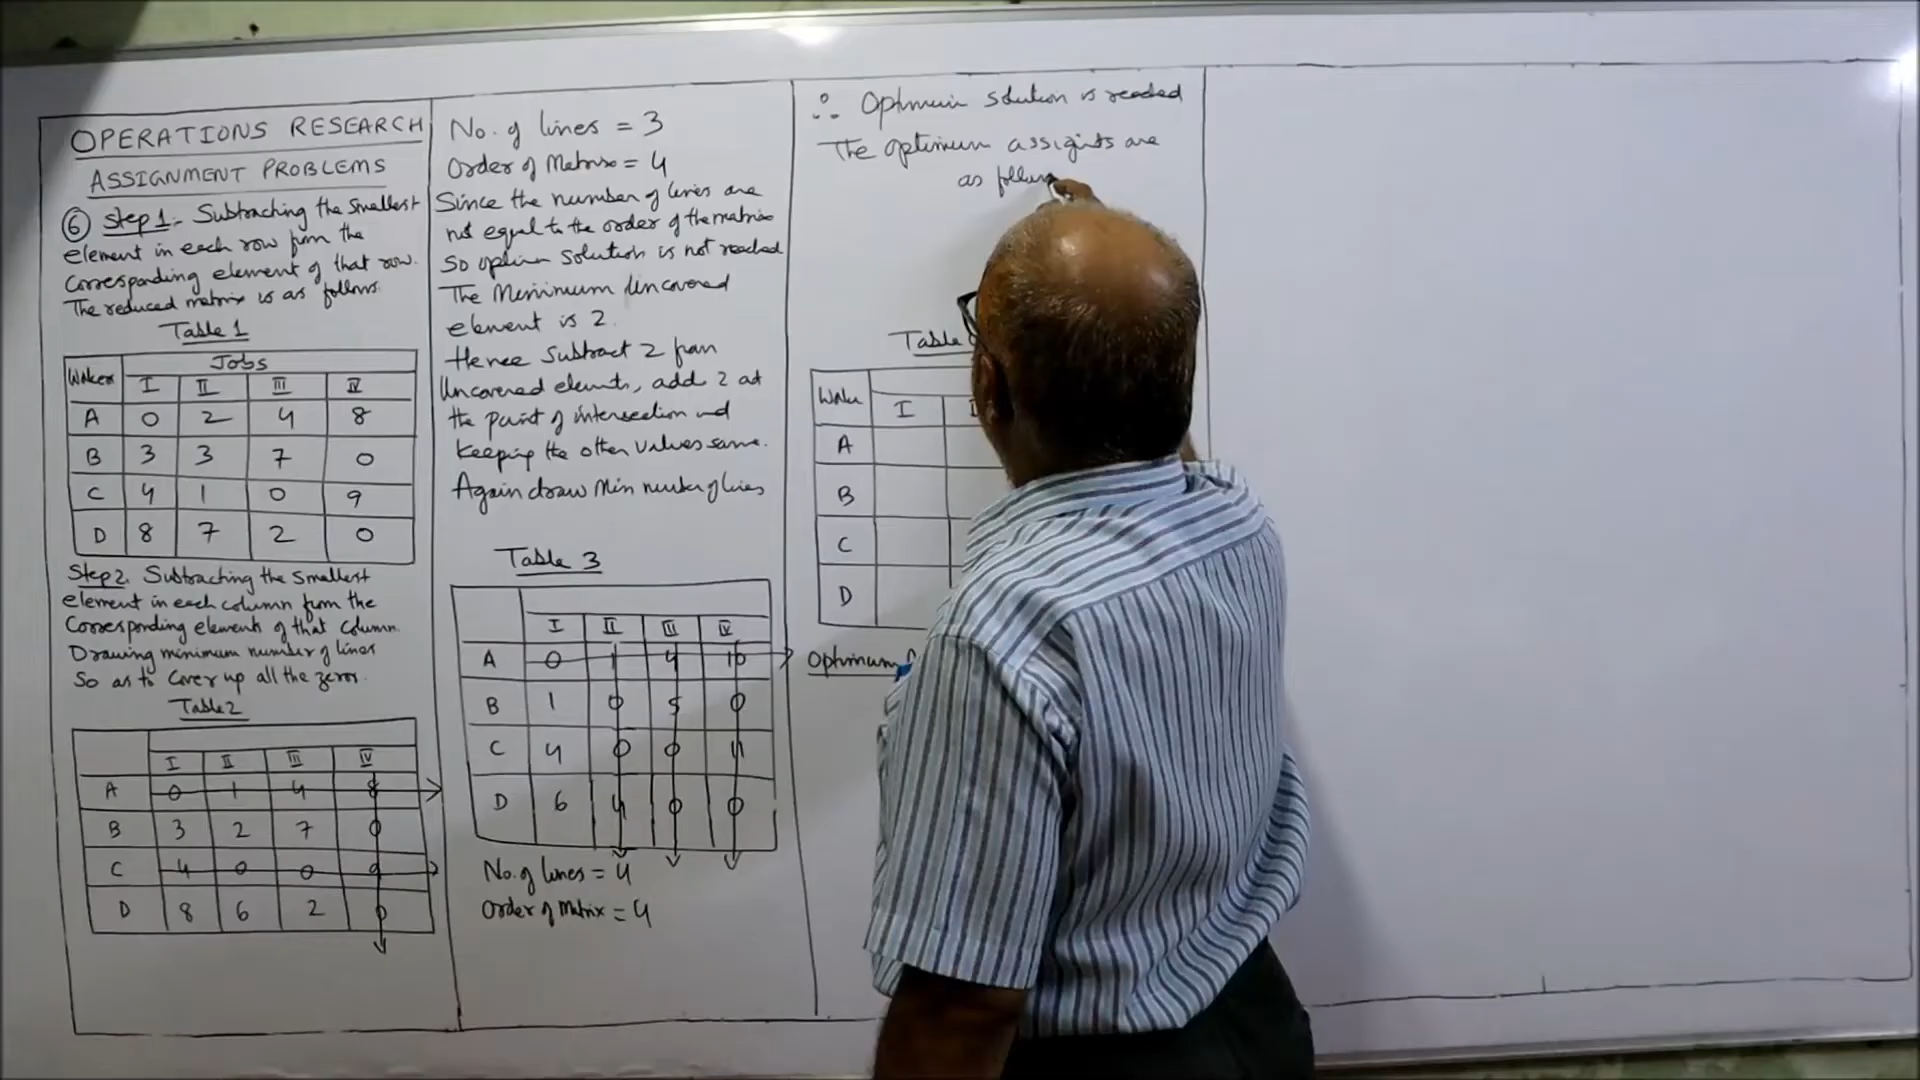 OPERATIONS RESEARCH
ASSIGNMENT PROBLEMS
⑥ Step 1:- Subtracting the smallest
element in each row from the
corresponding element of that row.
The reduced matrix is as follows.
Table 1
Worker Jobs
I II III IV
A 0 2 4 8
B 3 3 7 0
C 4 1 0 9
D 8 7 2 0
Step 2. Subtracting the smallest
element in each column from the
corresponding elements of that column.
Drawing minimum number of lines
So as to cover up all the zeros.
Table 2
I II III IV
A 0 1 4 8
B 3 2 7 0
C 4 0 0 9
D 8 6 2 0
No. of lines = 3
Order of Matrix = 4
Since the number of lines are
not equal to the order of the matrix
So optimum solution is not reached
The Minimum Uncovered
element is 2.
Hence Subtract 2 from
Uncovered elements, add 2 at
the point of intersection and
Keeping the other values same.
Again draw Min number of lines
Table 3
I II III IV
A 0 1 4 10
B 1 0 5 0
C 4 0 0 11
D 6 4 0 0
No. of lines = 4
Order of Matrix = 4
∴ Optimum solution is reached
The optimum assignts are
as follow
Table
Worker
I
A
B
C
D
Optimum